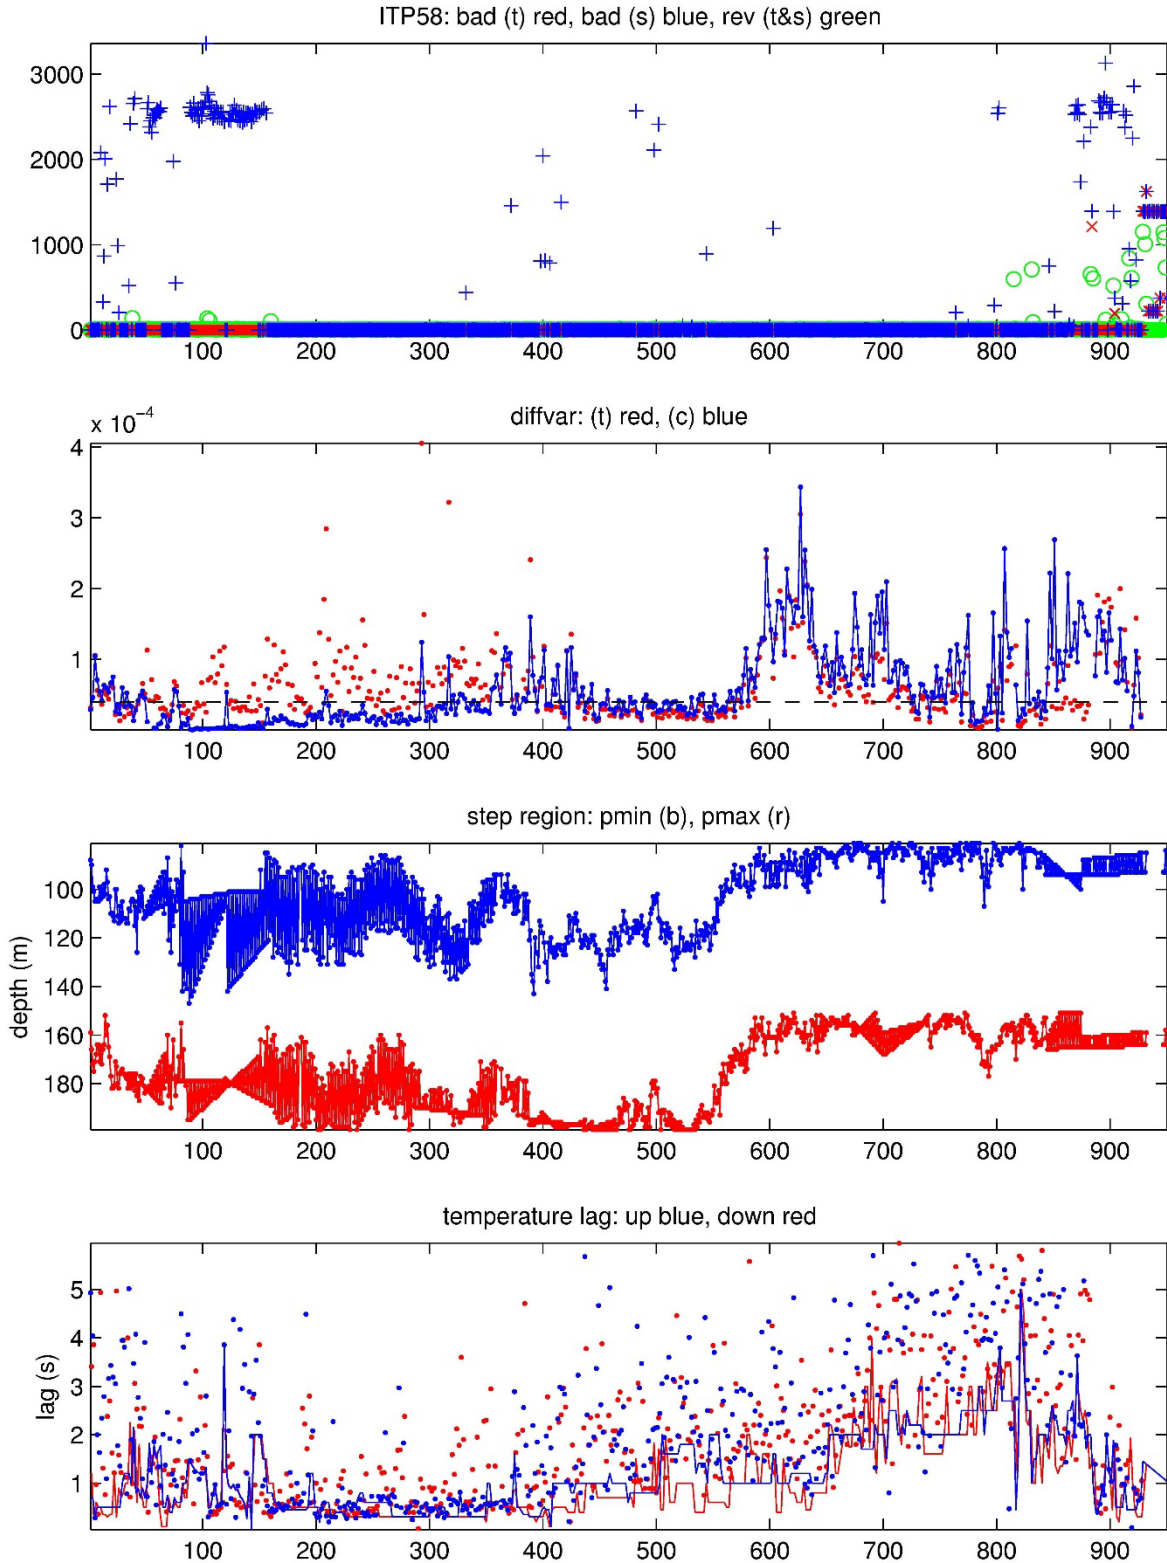 ITP58: bad (t) red, bad (s) blue, rev (t&s) green
3000
2000
1000
0
100 200 300 400 500 600 700 800 900
diffvar: (t) red, (c) blue
x 10^-4
4
3
2
1
100 200 300 400 500 600 700 800 900
step region: pmin (b), pmax (r)
depth (m)
100
120
140
160
180
100 200 300 400 500 600 700 800 900
temperature lag: up blue, down red
lag (s)
5
4
3
2
1
100 200 300 400 500 600 700 800 900